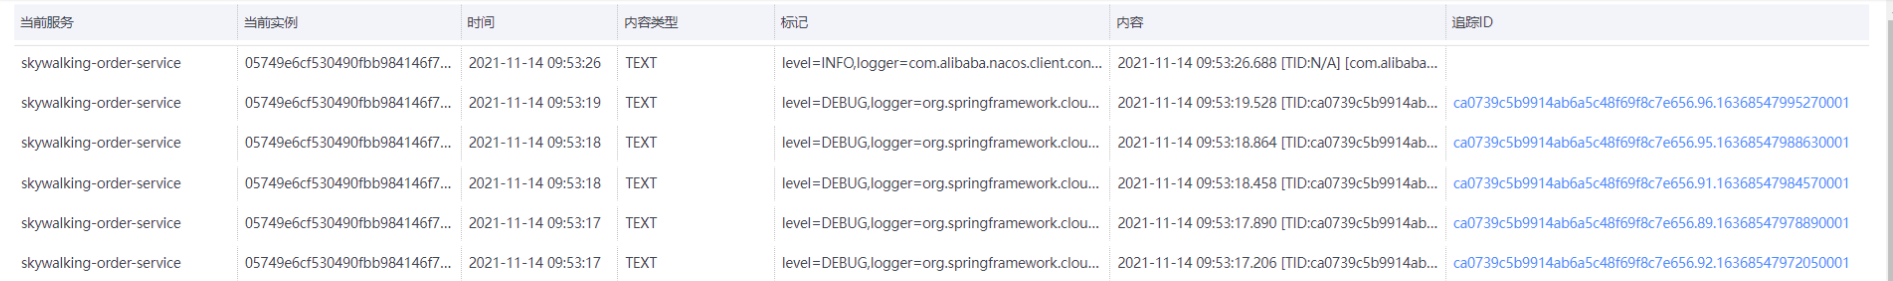 当前服务 当前实例 时间 内容类型 标记 内容 追踪ID
skywalking-order-service 05749e6cf530490fbb984146f7... 2021-11-14 09:53:26 TEXT level=INFO,logger=com.alibaba.nacos.client.con... 2021-11-14 09:53:26.688 [TID:N/A] [com.alibaba...
skywalking-order-service 05749e6cf530490fbb984146f7... 2021-11-14 09:53:19 TEXT level=DEBUG,logger=org.springframework.clou... 2021-11-14 09:53:19.528 [TID:ca0739c5b9914ab... ca0739c5b9914ab6a5c48f69f8c7e656.96.16368547995270001
skywalking-order-service 05749e6cf530490fbb984146f7... 2021-11-14 09:53:18 TEXT level=DEBUG,logger=org.springframework.clou... 2021-11-14 09:53:18.864 [TID:ca0739c5b9914ab... ca0739c5b9914ab6a5c48f69f8c7e656.95.16368547988630001
skywalking-order-service 05749e6cf530490fbb984146f7... 2021-11-14 09:53:18 TEXT level=DEBUG,logger=org.springframework.clou... 2021-11-14 09:53:18.458 [TID:ca0739c5b9914ab... ca0739c5b9914ab6a5c48f69f8c7e656.91.16368547984570001
skywalking-order-service 05749e6cf530490fbb984146f7... 2021-11-14 09:53:17 TEXT level=DEBUG,logger=org.springframework.clou... 2021-11-14 09:53:17.890 [TID:ca0739c5b9914ab... ca0739c5b9914ab6a5c48f69f8c7e656.89.16368547978890001
skywalking-order-service 05749e6cf530490fbb984146f7... 2021-11-14 09:53:17 TEXT level=DEBUG,logger=org.springframework.clou... 2021-11-14 09:53:17.206 [TID:ca0739c5b9914ab... ca0739c5b9914ab6a5c48f69f8c7e656.92.16368547972050001